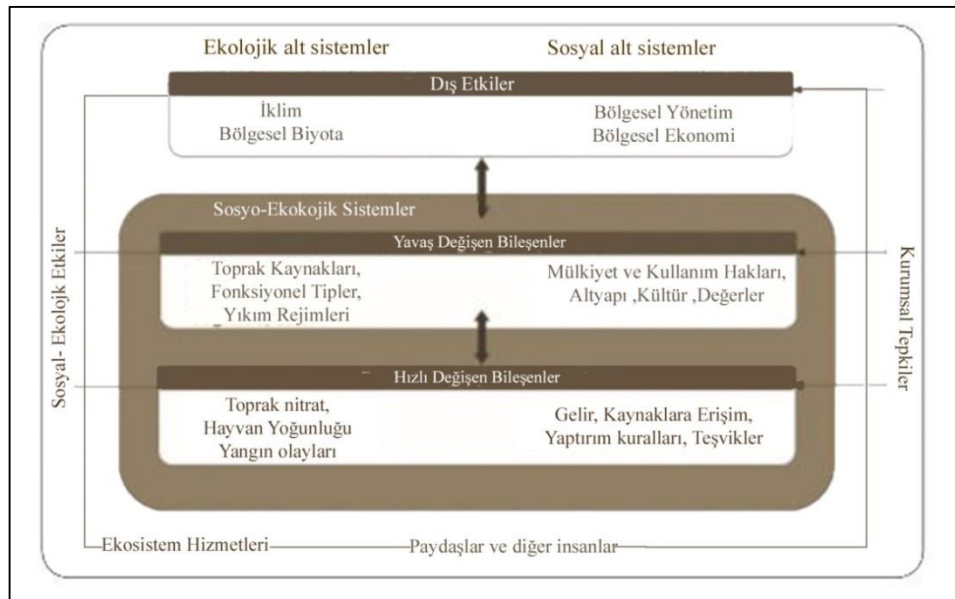 Ekolojik alt sistemler
Sosyal alt sistemler
Dış Etkiler
İklim
Bölgesel Biyota
Bölgesel Yönetim
Bölgesel Ekonomi
Sosyo-Ekokojik Sistemler
Yavaş Değişen Bileşenler
Toprak Kaynakları,
Fonksiyonel Tipler,
Yıkım Rejimleri
Mülkiyet ve Kullanım Hakları,
Altyapı ,Kültür ,Değerler
Hızlı Değişen Bileşenler
Toprak nitrat,
Hayvan Yoğunluğu
Yangın olayları
Gelir, Kaynaklara Erişim,
Yaptırım kuralları, Teşvikler
Sosyal- Ekolojk Etkiler
Kurumsal Tepkiler
Ekosistem Hizmetleri
Paydaşlar ve diğer insanlar